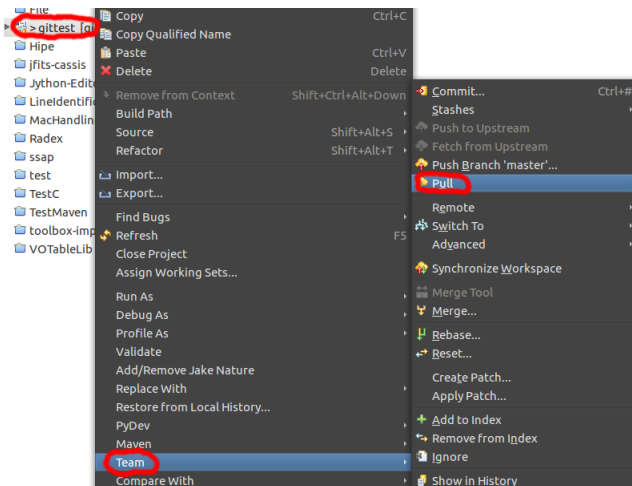 File
> gittest [gi
Hipe
jfits-cassis
Jython-Edito
LineIdentific
MacHandlin
Radex
ssap
test
TestC
TestMaven
toolbox-imp
VOTableLib
Copy Ctrl+C
Copy Qualified Name
Paste Ctrl+V
Delete Delete
Remove from Context Shift+Ctrl+Alt+Down
Build Path
Source Shift+Alt+S
Refactor Shift+Alt+T
Import...
Export...
Find Bugs
Refresh F5
Close Project
Assign Working Sets...
Run As
Debug As
Profile As
Validate
Add/Remove Jake Nature
Replace With
Restore from Local History...
PyDev
Maven
Team
Compare With
Commit... Ctrl+#
Stashes
Push to Upstream
Fetch from Upstream
Push Branch 'master'...
Pull
Remote
Switch To
Advanced
Synchronize Workspace
Merge Tool
Merge...
Rebase...
Reset...
Create Patch...
Apply Patch...
Add to Index
Remove from Index
Ignore
Show in History